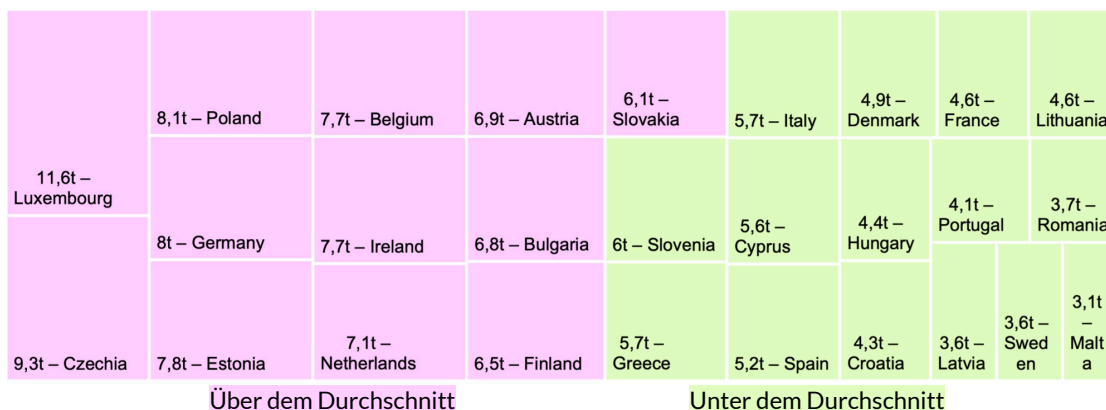 11,6t –
Luxembourg
9,3t – Czechia
8,1t – Poland
8t – Germany
7,8t – Estonia
7,7t – Belgium
7,7t – Ireland
7,1t –
Netherlands
6,9t – Austria
6,8t – Bulgaria
6,5t – Finland
6,1t –
Slovakia
6t – Slovenia
5,7t –
Greece
5,7t – Italy
5,6t –
Cyprus
5,2t – Spain
4,9t –
Denmark
4,4t –
Hungary
4,3t –
Croatia
4,6t –
France
4,6t –
Lithuania
4,1t –
Portugal
3,7t –
Romania
3,6t –
Latvia
3,6t –
Swed
en
3,1t
–
Malt
a
Über dem Durchschnitt
Unter dem Durchschnitt